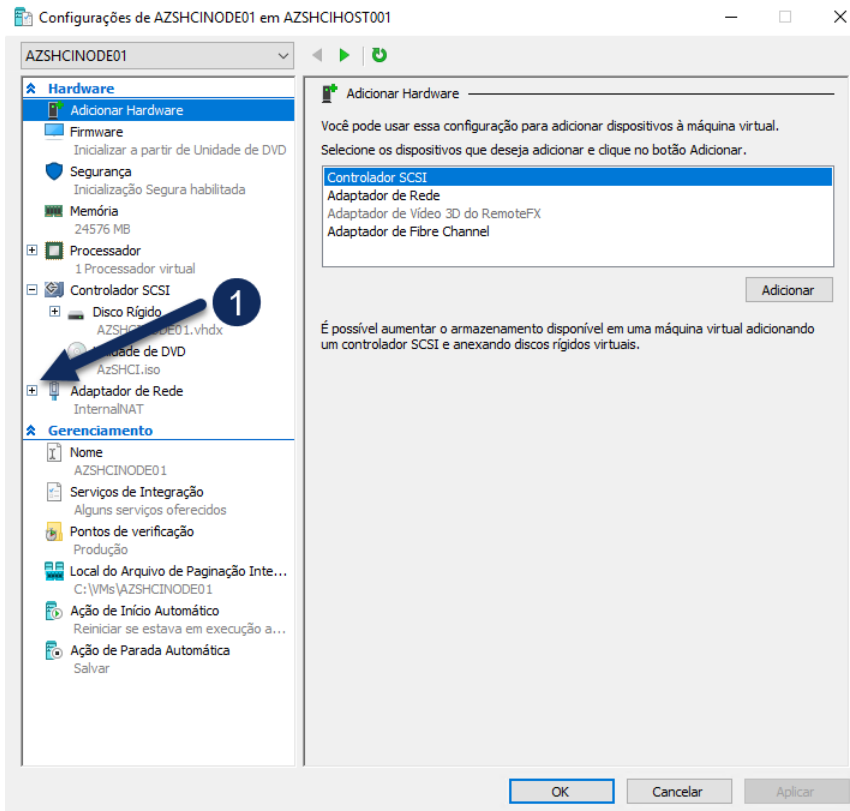 Configurações de AZSHCINODE01 em AZSHCIHOST001
AZSHCINODE01
Hardware
Adicionar Hardware
Firmware
Inicializar a partir de Unidade de DVD
Segurança
Inicialização Segura habilitada
Memória
24576 MB
Processador
1 Processador virtual
Controlador SCSI
1
Disco Rígido
DE01.vhdx
de DVD
AzSHCI.iso
Adaptador de Rede
InternalNAT
Gerenciamento
Nome
AZSHCINODE01
Serviços de Integração
Alguns serviços oferecidos
Pontos de verificação
Produção
Local do Arquivo de Paginação Inte...
C:\VMs\AZSHCINODE01
Ação de Início Automático
Reiniciar se estava em execução a...
Ação de Parada Automática
Salvar
Adicionar Hardware
Você pode usar essa configuração para adicionar dispositivos à máquina virtual.
Selecione os dispositivos que deseja adicionar e clique no botão Adicionar.
Controlador SCSI
Adaptador de Rede
Adaptador de Vídeo 3D do RemoteFX
Adaptador de Fibre Channel
Adicionar
É possível aumentar o armazenamento disponível em uma máquina virtual adicionando
um controlador SCSI e anexando discos rígidos virtuais.
OK
Cancelar
Aplicar